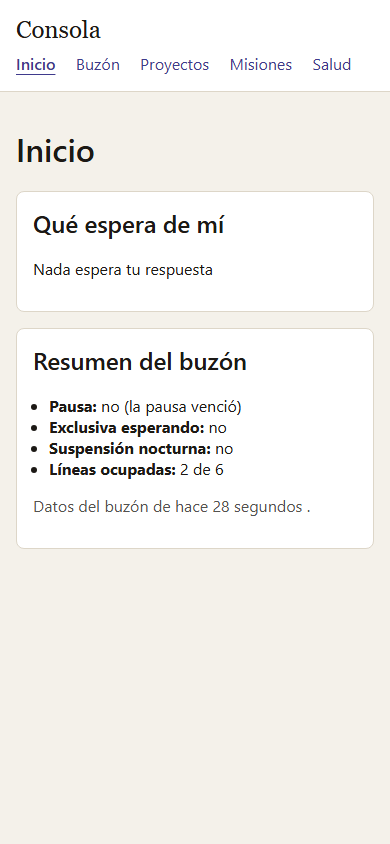 Consola
Inicio Buzón Proyectos Misiones Salud
Inicio
Qué espera de mí
Nada espera tu respuesta
Resumen del buzón
Pausa: no (la pausa venció)
Exclusiva esperando: no
Suspensión nocturna: no
Líneas ocupadas: 2 de 6
Datos del buzón de hace 28 segundos .